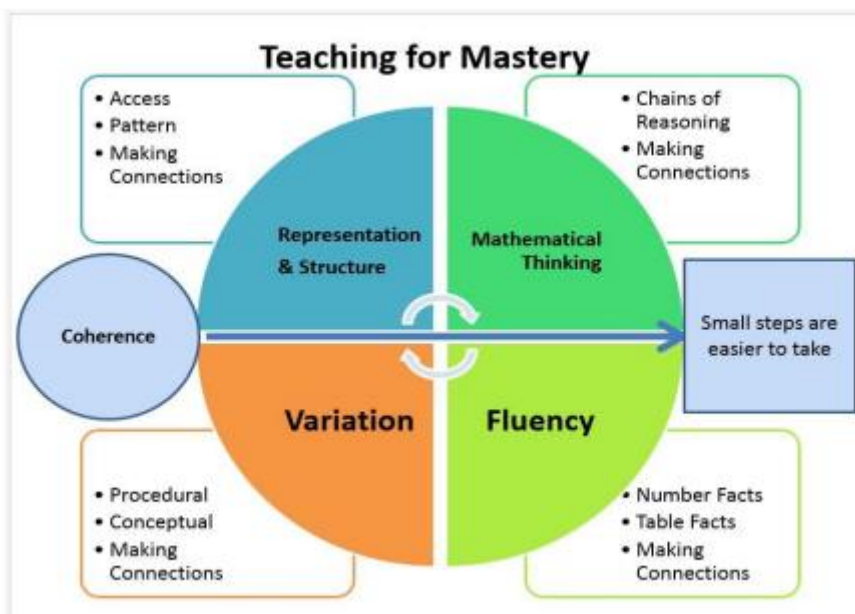 Teaching for Mastery
• Access
• Pattern
• Making
Connections
• Chains of
Reasoning
• Making
Connections
Representation
& Structure
Mathematical
Thinking
Coherence
Small steps are
easier to take
Variation
Fluency
• Procedural
• Conceptual
• Making
Connections
• Number Facts
• Table Facts
• Making
Connections